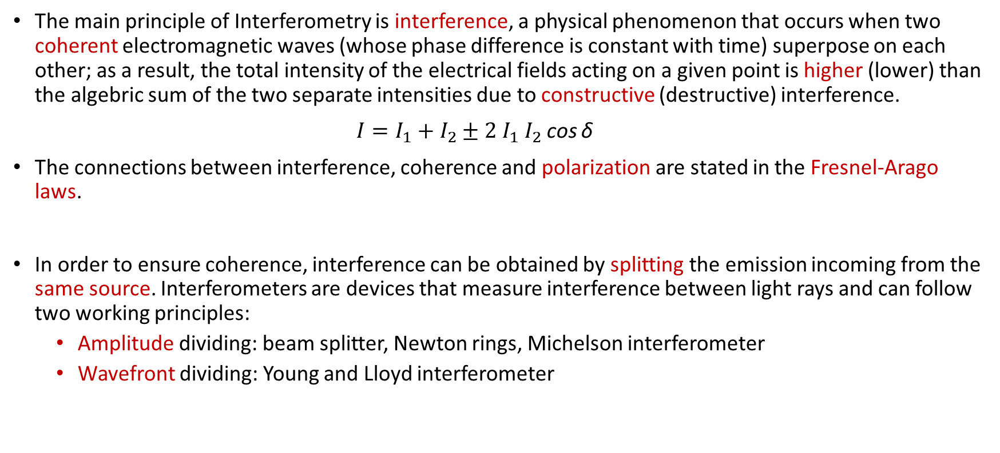 • The main principle of Interferometry is interference, a physical phenomenon that occurs when two
coherent electromagnetic waves (whose phase difference is constant with time) superpose on each
other; as a result, the total intensity of the electrical fields acting on a given point is higher (lower) than
the algebric sum of the two separate intensities due to constructive (destructive) interference.
I = I₁ + I₂ ± 2 I₁ I₂ cos δ
• The connections between interference, coherence and polarization are stated in the Fresnel-Arago
laws.
• In order to ensure coherence, interference can be obtained by splitting the emission incoming from the
same source. Interferometers are devices that measure interference between light rays and can follow
two working principles:
• Amplitude dividing: beam splitter, Newton rings, Michelson interferometer
• Wavefront dividing: Young and Lloyd interferometer